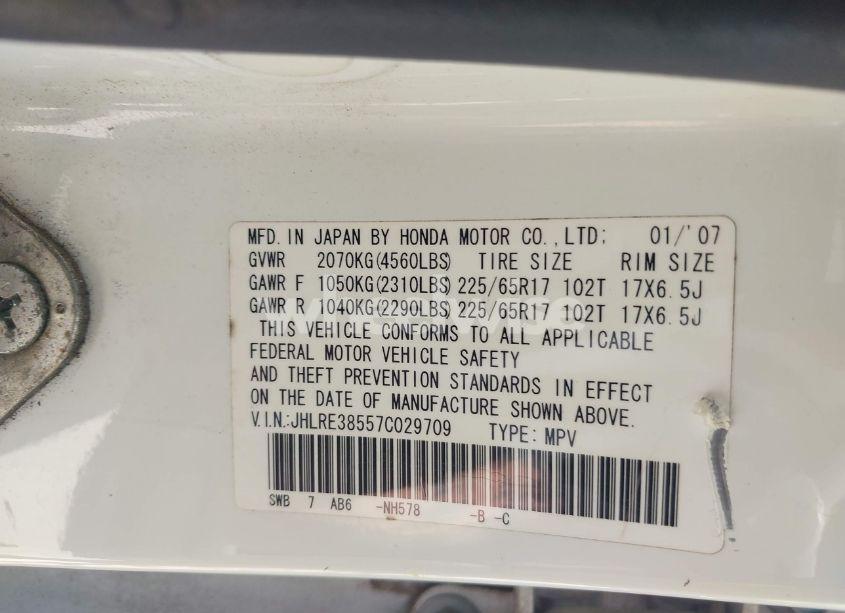 MFD. IN JAPAN BY HONDA MOTOR CO., LTD: 01/'07
GVWR 2070KG(4560LBS) TIRE SIZE RIM SIZE
GAWR F 1050KG(2310LBS) 225/65R17 102T 17X6.5J
GAWR R 1040KG(2290LBS) 225/65R17 102T 17X6.5J
THIS VEHICLE CONFORMS TO ALL APPLICABLE
FEDERAL MOTOR VEHICLE SAFETY
AND THEFT PREVENTION STANDARDS IN EFFECT
ON THE DATE OF MANUFACTURE SHOWN ABOVE.
V.I.N.:JHLRE38557C029709 TYPE: MPV
SWB 7 AB6 -NH578 -B -C